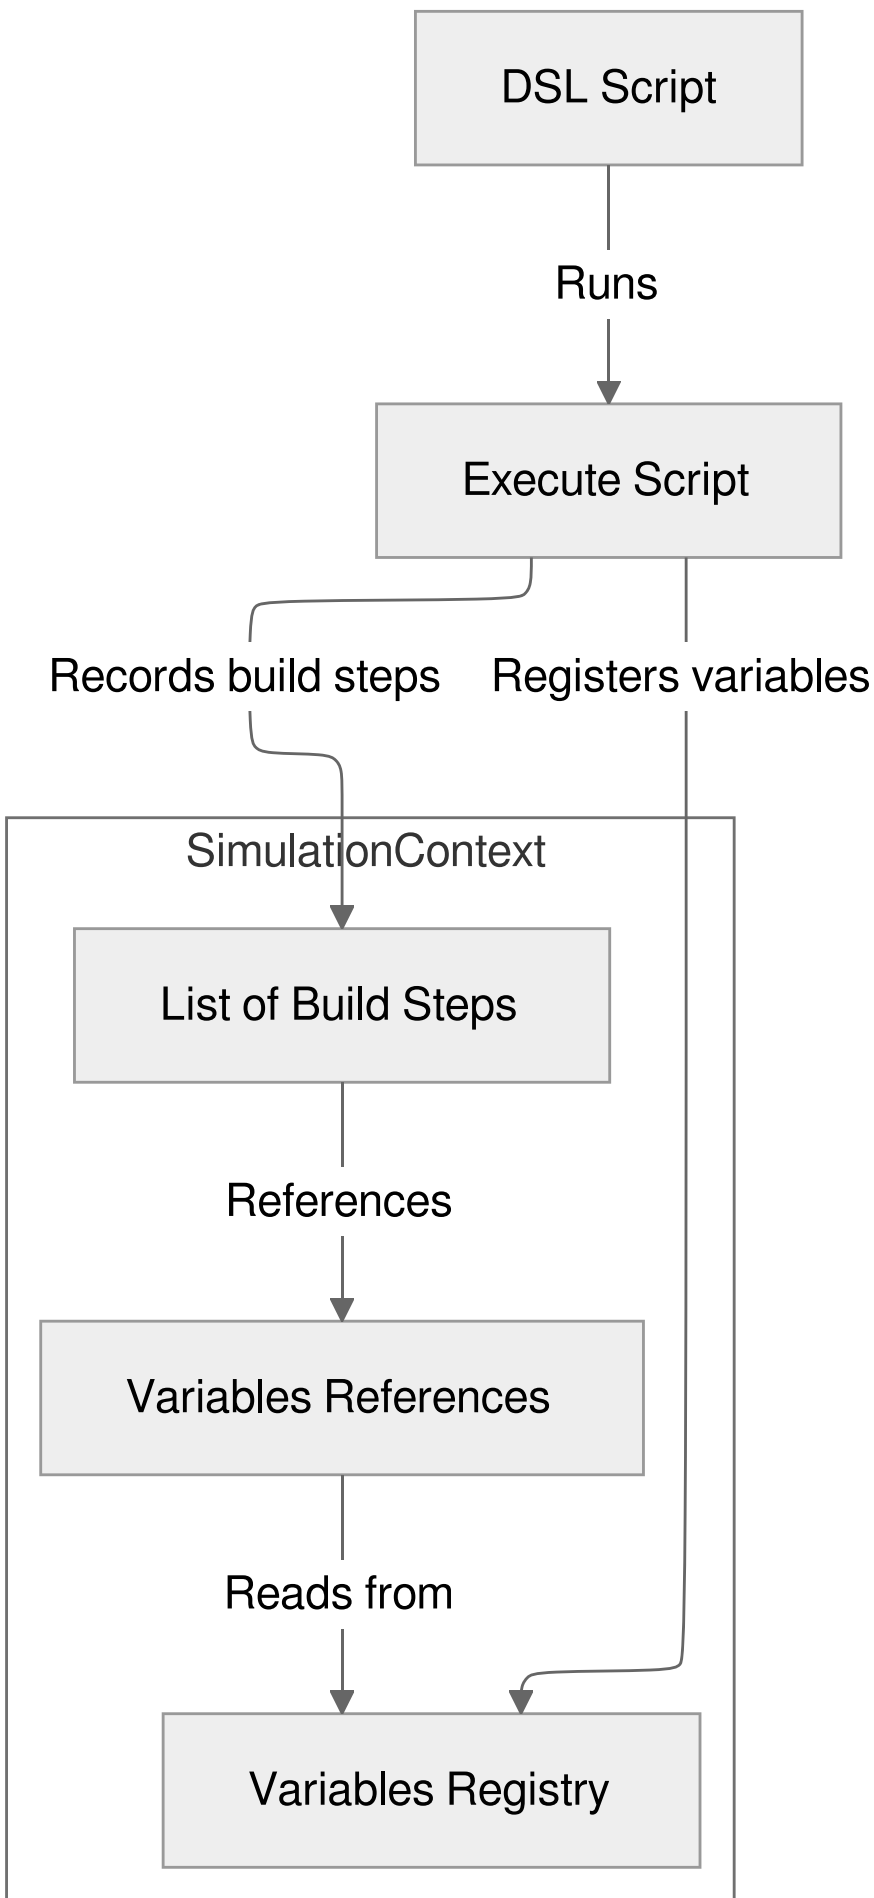 DSL Script
Runs
Execute Script
Records build steps
Registers variables
SimulationContext
List of Build Steps
References
Variables References
Reads from
Variables Registry